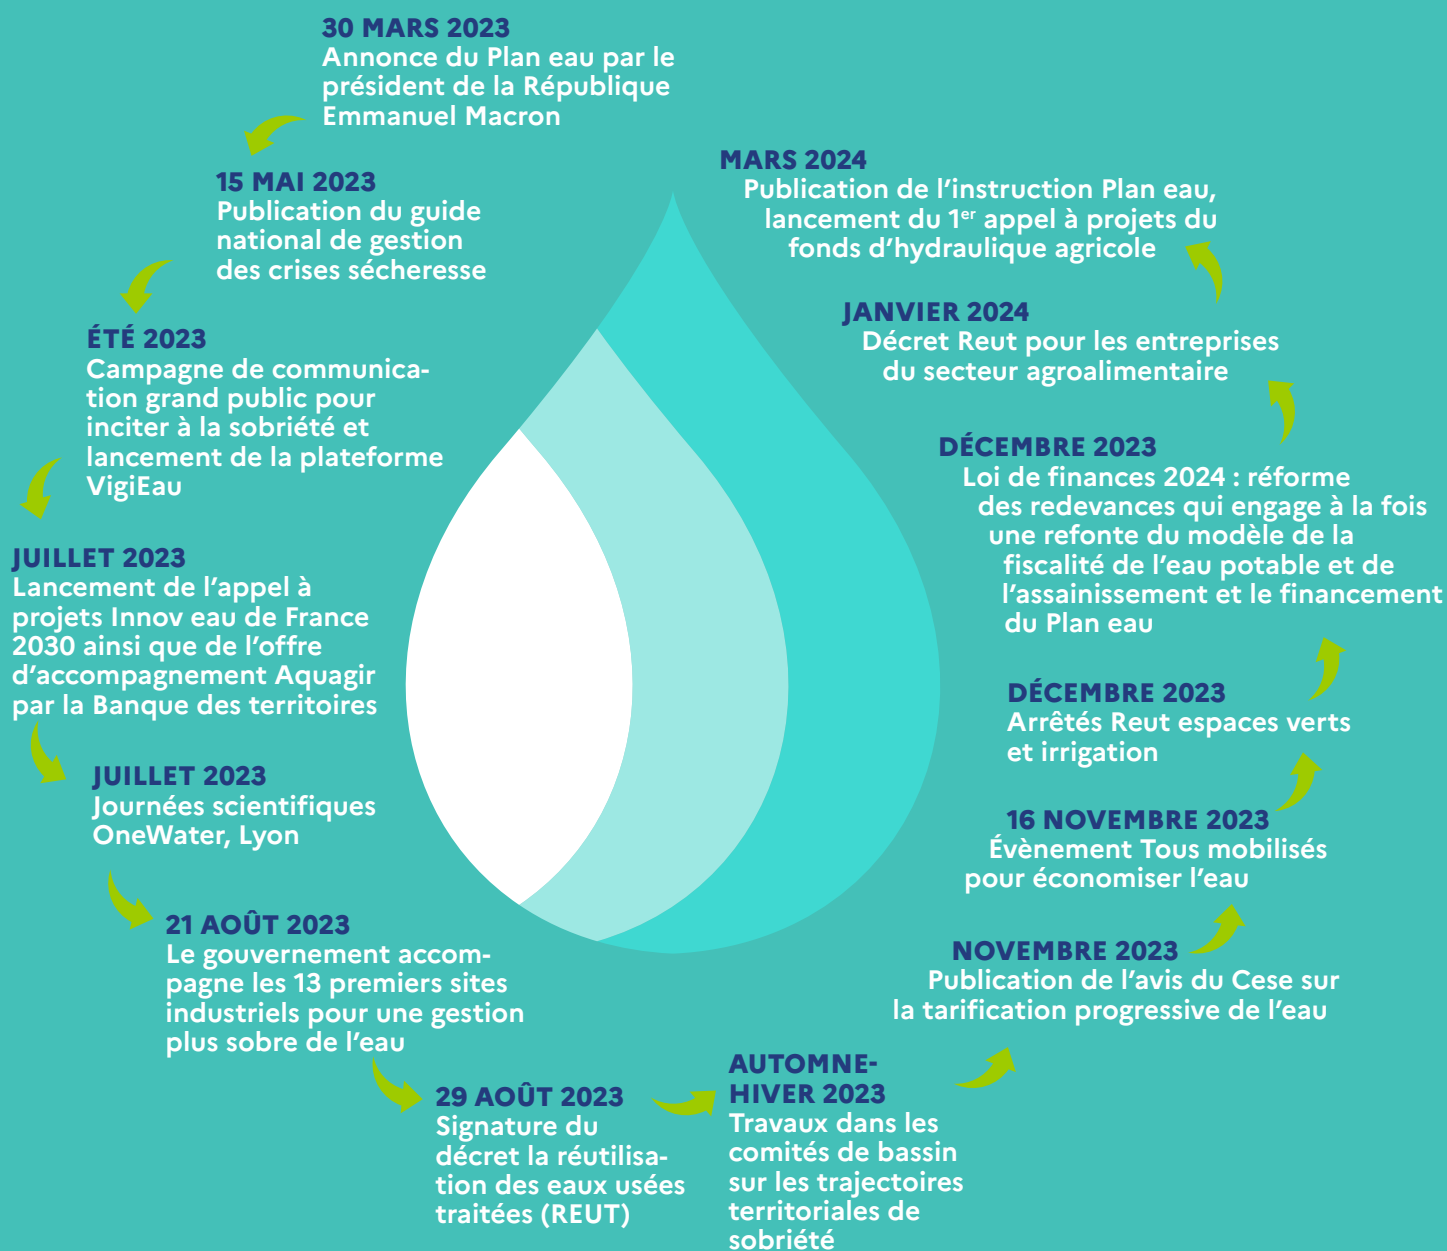 30 MARS 2023
Annonce du Plan eau par le
président de la République
Emmanuel Macron
15 MAI 2023
Publication du guide
national de gestion
des crises sécheresse
ÉTÉ 2023
Campagne de communica-
tion grand public pour
inciter à la sobriété et
lancement de la plateforme
VigiEau
JUILLET 2023
Lancement de l’appel à
projets Innov eau de France
2030 ainsi que de l’offre
d’accompagnement Aquagir
par la Banque des territoires
JUILLET 2023
Journées scientifiques
OneWater, Lyon
21 AOÛT 2023
Le gouvernement accom-
pagne les 13 premiers sites
industriels pour une gestion
plus sobre de l’eau
29 AOÛT 2023
Signature du
décret la réutilisa-
tion des eaux usées
traitées (REUT)
AUTOMNE-
HIVER 2023
Travaux dans les
comités de bassin
sur les trajectoires
territoriales de
sobriété
NOVEMBRE 2023
Publication de l’avis du Cese sur
la tarification progressive de l’eau
16 NOVEMBRE 2023
Évènement Tous mobilisés
pour économiser l’eau
DÉCEMBRE 2023
Arrêtés Reut espaces verts
et irrigation
DÉCEMBRE 2023
Loi de finances 2024 : réforme
des redevances qui engage à la fois
une refonte du modèle de la
fiscalité de l’eau potable et de
l’assainissement et le financement
du Plan eau
JANVIER 2024
Décret Reut pour les entreprises
du secteur agroalimentaire
MARS 2024
Publication de l’instruction Plan eau,
lancement du 1er appel à projets du
fonds d’hydraulique agricole